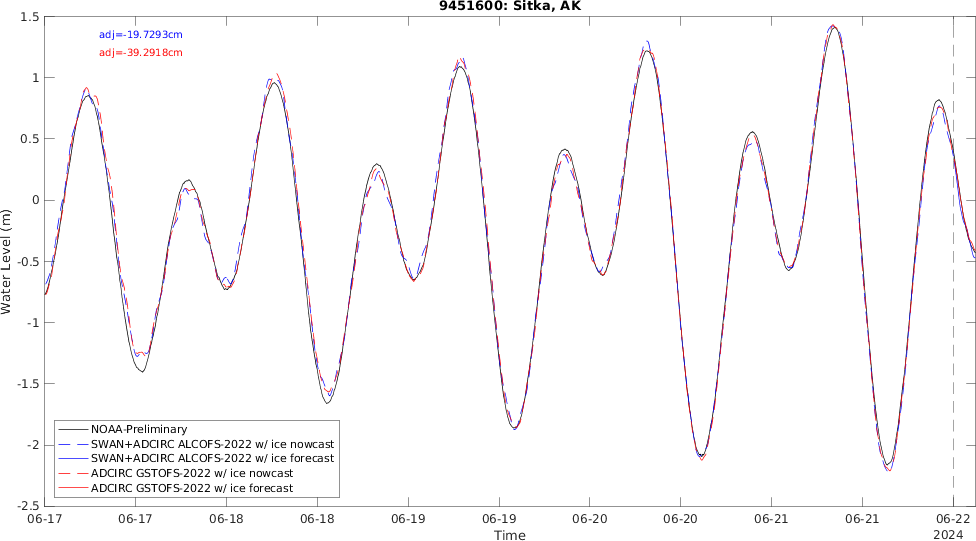 9451600: Sitka, AK
adj=-19.7293cm
adj=-39.2918cm
1.5
1
0.5
0
-0.5
-1
-1.5
-2
-2.5
Water Level (m)
NOAA-Preliminary
SWAN+ADCIRC ALCOFS-2022 w/ ice nowcast
SWAN+ADCIRC ALCOFS-2022 w/ ice forecast
ADCIRC GSTOFS-2022 w/ ice nowcast
ADCIRC GSTOFS-2022 w/ ice forecast
06-17 06-17 06-18 06-18 06-19 06-19 06-20 06-20 06-21 06-21 06-22
2024
Time